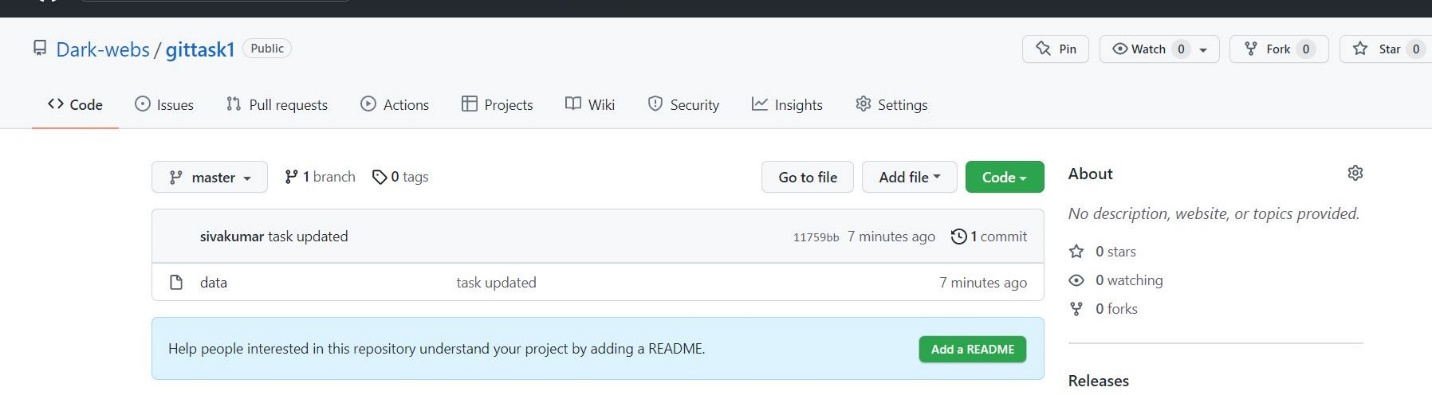 Dark-webs / gittask1 Public Pin Watch 0 Fork 0 Star 0
Code Issues Pull requests Actions Projects Wiki Security Insights Settings
master 1 branch 0 tags Go to file Add file Code
sivakumar task updated 11759bb 7 minutes ago 1 commit
data task updated 7 minutes ago
Help people interested in this repository understand your project by adding a README. Add a README
About
No description, website, or topics provided.
0 stars
0 watching
0 forks
Releases